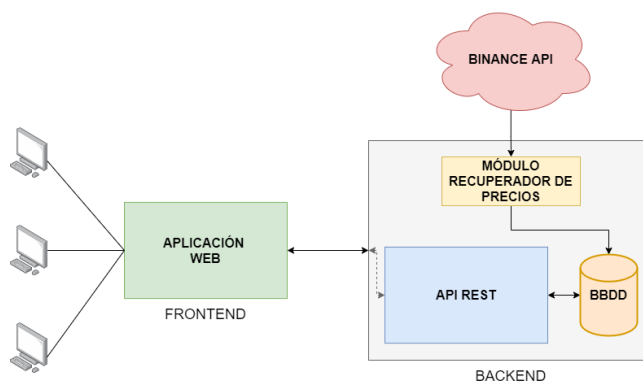 BINANCE API
MÓDULO
RECUPERADOR DE
PRECIOS
APLICACIÓN
WEB
API REST
BBDD
FRONTEND
BACKEND